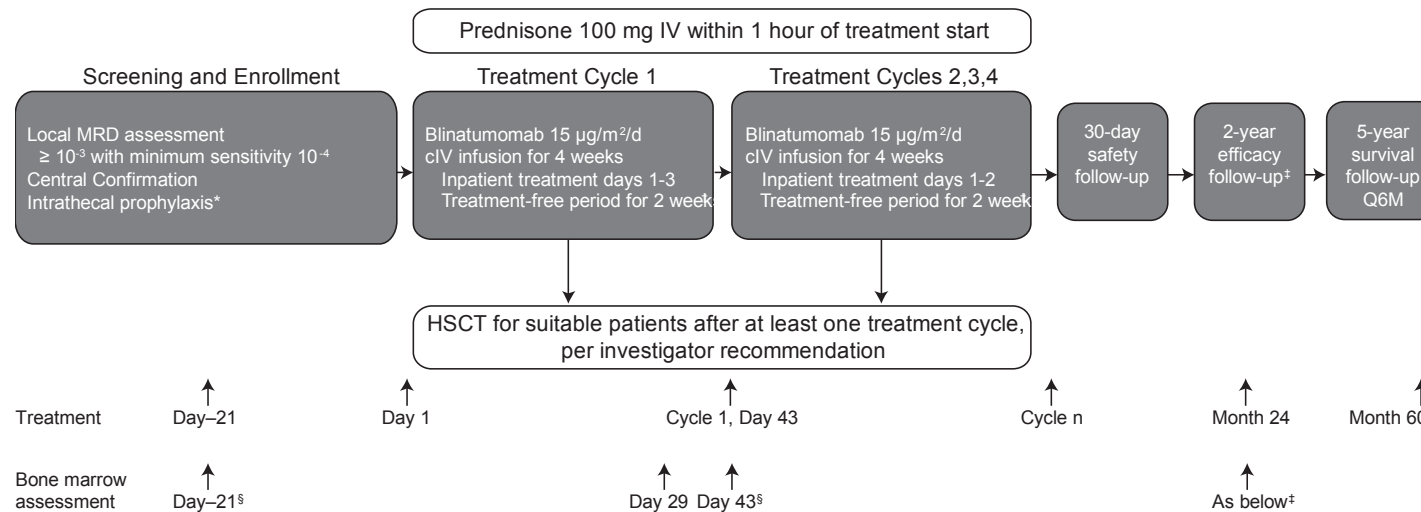 Prednisone 100 mg IV within 1 hour of treatment start
Screening and Enrollment
Local MRD assessment
≥ 10⁻³ with minimum sensitivity 10⁻⁴
Central Confirmation
Intrathecal prophylaxis*
Treatment Cycle 1
Blinatumomab 15 µg/m²/d
cIV infusion for 4 weeks
Inpatient treatment days 1-3
Treatment-free period for 2 week
Treatment Cycles 2,3,4
Blinatumomab 15 µg/m²/d
cIV infusion for 4 weeks
Inpatient treatment days 1-2
Treatment-free period for 2 week
30-day
safety
follow-up
2-year
efficacy
follow-up‡
5-year
survival
follow-up
Q6M
HSCT for suitable patients after at least one treatment cycle,
per investigator recommendation
Treatment Day–21 Day 1 Cycle 1, Day 43 Cycle n Month 24 Month 60
Bone marrow
assessment Day–21§ Day 29 Day 43§ As below‡